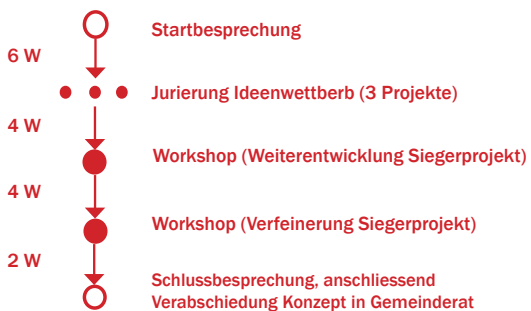 Startbesprechung
6 W
Jurierung Ideenwettberb (3 Projekte)
4 W
Workshop (Weiterentwicklung Siegerprojekt)
4 W
Workshop (Verfeinerung Siegerprojekt)
2 W
Schlussbesprechung, anschliessend
Verabschiedung Konzept in Gemeinderat